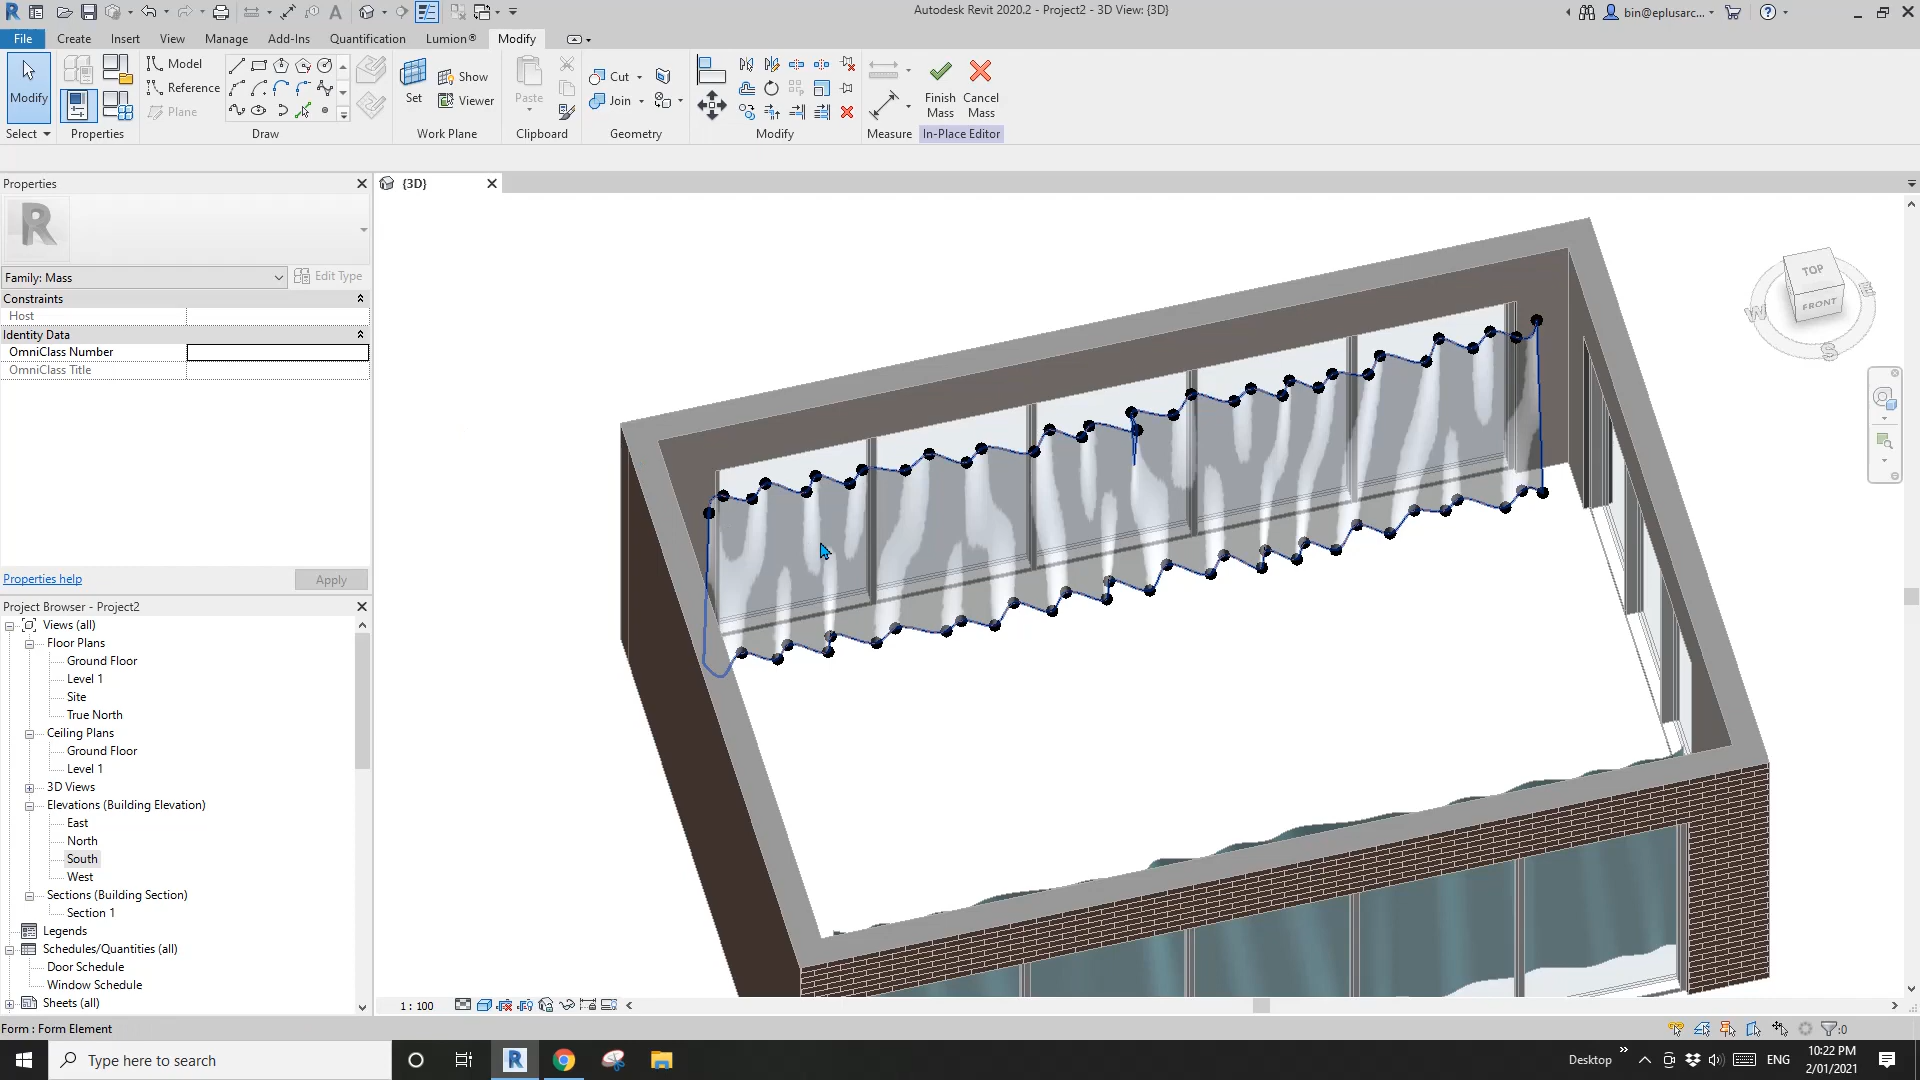 Autodesk Revit 2020.2 - Project2 - 3D View: {3D}
bin@eplusarc...
File Create Insert View Manage Add-Ins Quantification Lumion® Modify
Modify
Model
Reference
Plane
Set
Show
Viewer
Paste
Cut
Join
Finish Mass
Cancel Mass
Select Properties Draw Work Plane Clipboard Geometry Modify Measure In-Place Editor
Properties
{3D}
R
Family: Mass
Edit Type
Constraints
Host
Identity Data
OmniClass Number
OmniClass Title
Properties help
Apply
TOP
FRONT
W
E
S
Project Browser - Project2
Views (all)
Floor Plans
Ground Floor
Level 1
Site
True North
Ceiling Plans
Ground Floor
Level 1
3D Views
Elevations (Building Elevation)
East
North
South
West
Sections (Building Section)
Section 1
Legends
Schedules/Quantities (all)
Door Schedule
Window Schedule
Sheets (all)
1 : 100
Form : Form Element
:0
Type here to search
Desktop
ENG
10:22 PM
2/01/2021